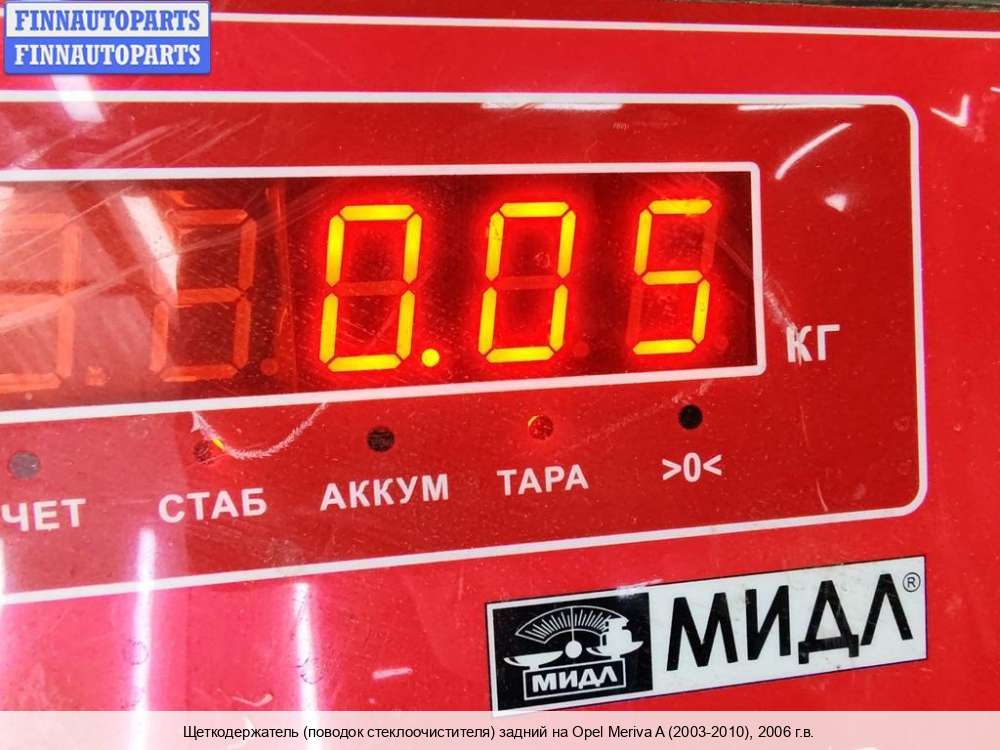 FINNAUTOPARTS
FINNAUTOPARTS
0.05
КГ
ЧЕТ СТАБ АККУМ ТАРА >0<
МИДЛ МИДЛ®
Щеткодержатель (поводок стеклоочистителя) задний на Opel Meriva A (2003-2010), 2006 г.в.